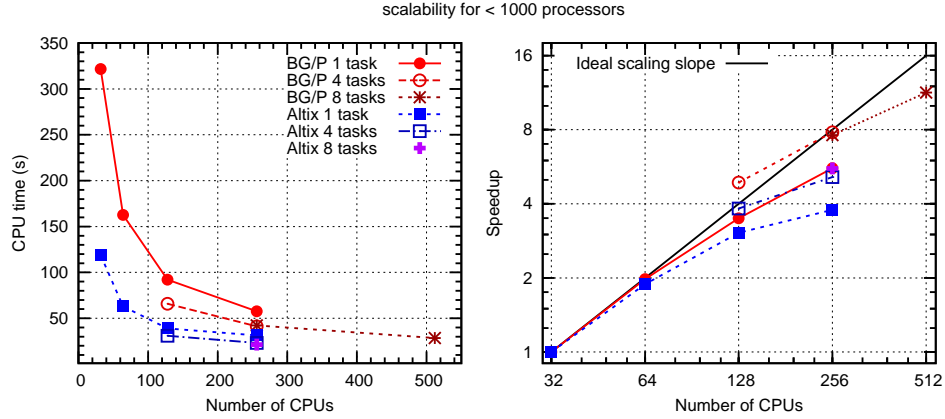 scalability for < 1000 processors
350
300
250
200
150
100
50
0 100 200 300 400 500
CPU time (s)
Number of CPUs
BG/P 1 task
BG/P 4 tasks
BG/P 8 tasks
Altix 1 task
Altix 4 tasks
Altix 8 tasks
16
8
4
2
1
32 64 128 256 512
Speedup
Number of CPUs
Ideal scaling slope